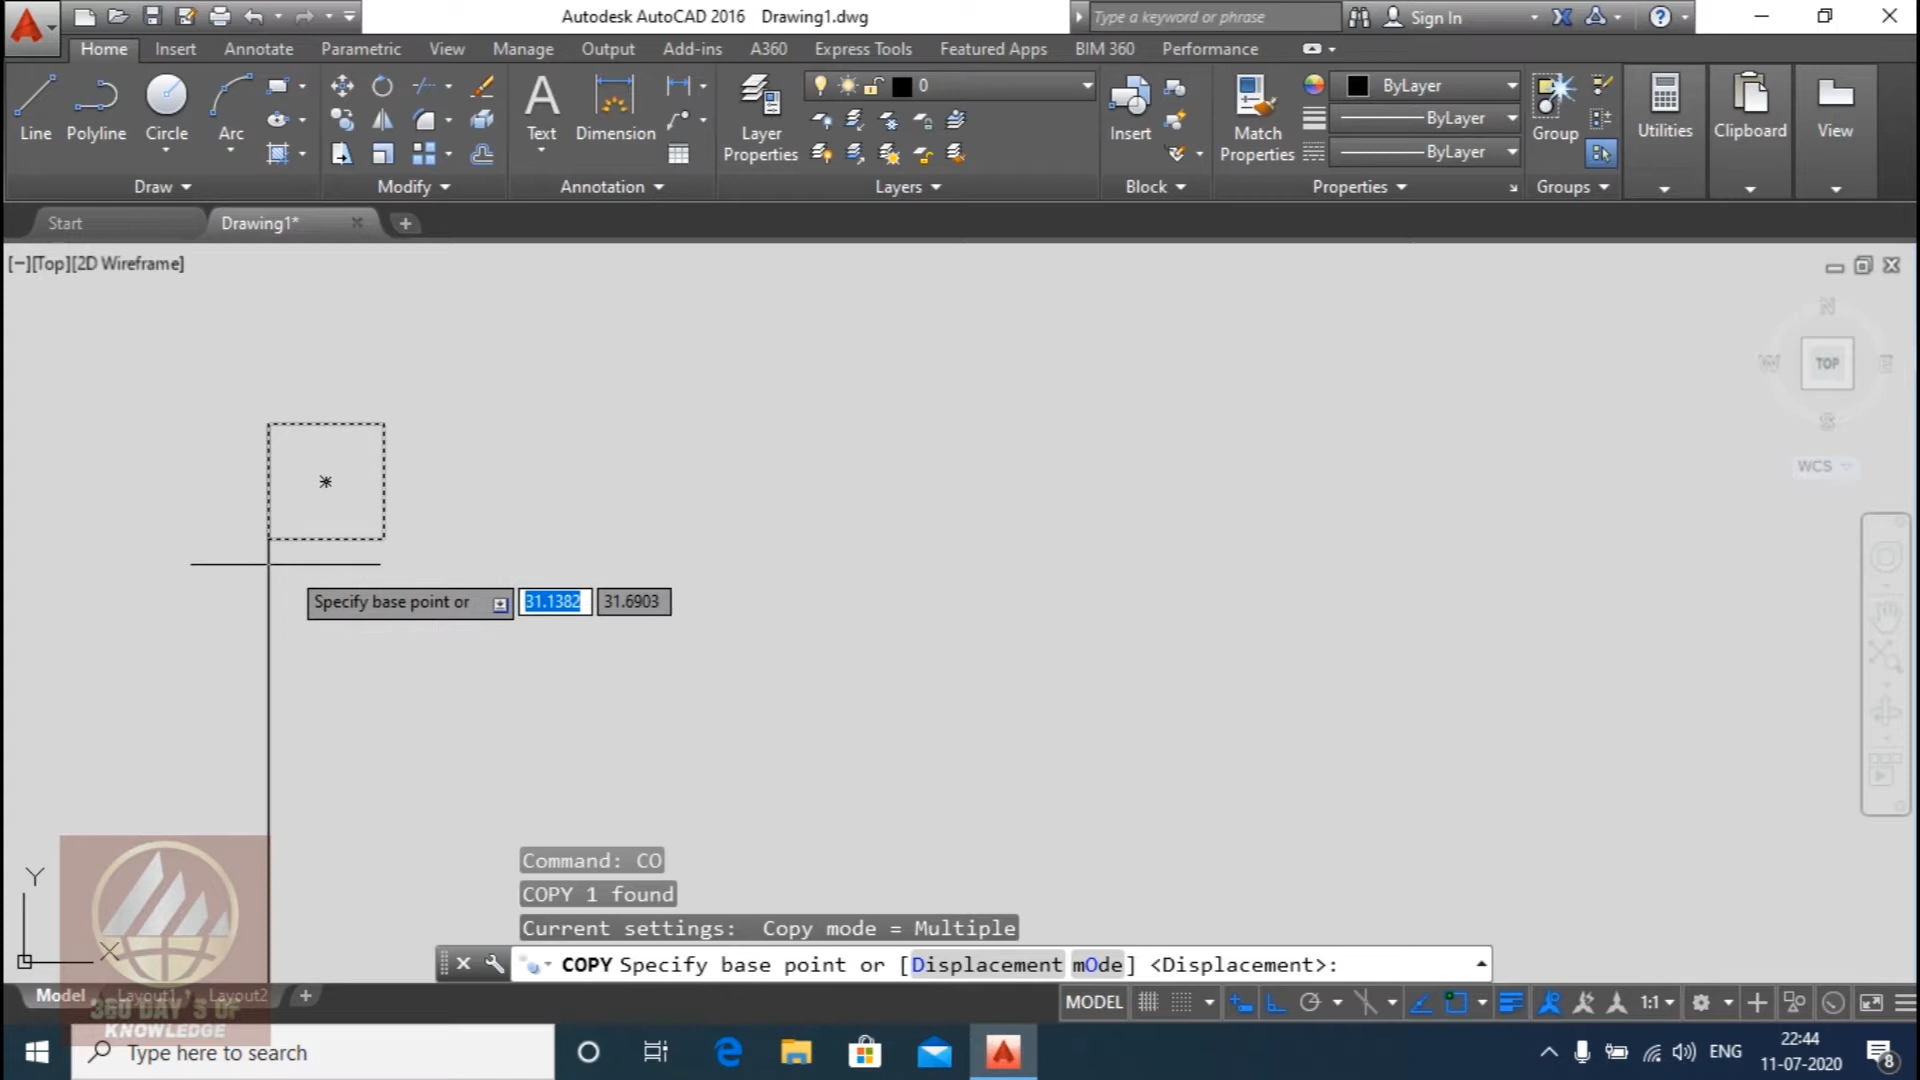 Autodesk AutoCAD 2016 Drawing1.dwg
Type a keyword or phrase
Sign In
Home Insert Annotate Parametric View Manage Output Add-ins A360 Express Tools Featured Apps BIM 360 Performance
Line Polyline Circle Arc
Text Dimension
Layer Properties
0
Insert
Match Properties
ByLayer
ByLayer
ByLayer
Group
Utilities
Clipboard
View
Draw Modify Annotation Layers Block Properties Groups
Start Drawing1*
[−][Top][2D Wireframe]
N
W TOP E
S
WCS
Specify base point or 31.1382 31.6903
Command: CO
COPY 1 found
Current settings: Copy mode = Multiple
COPY Specify base point or [Displacement mOde] <Displacement>:
Y
X
Model Layout1 Layout2 +
360 DAY'S OF
KNOWLEDGE
MODEL 1:1
Type here to search
ENG
22:44
11-07-2020
8